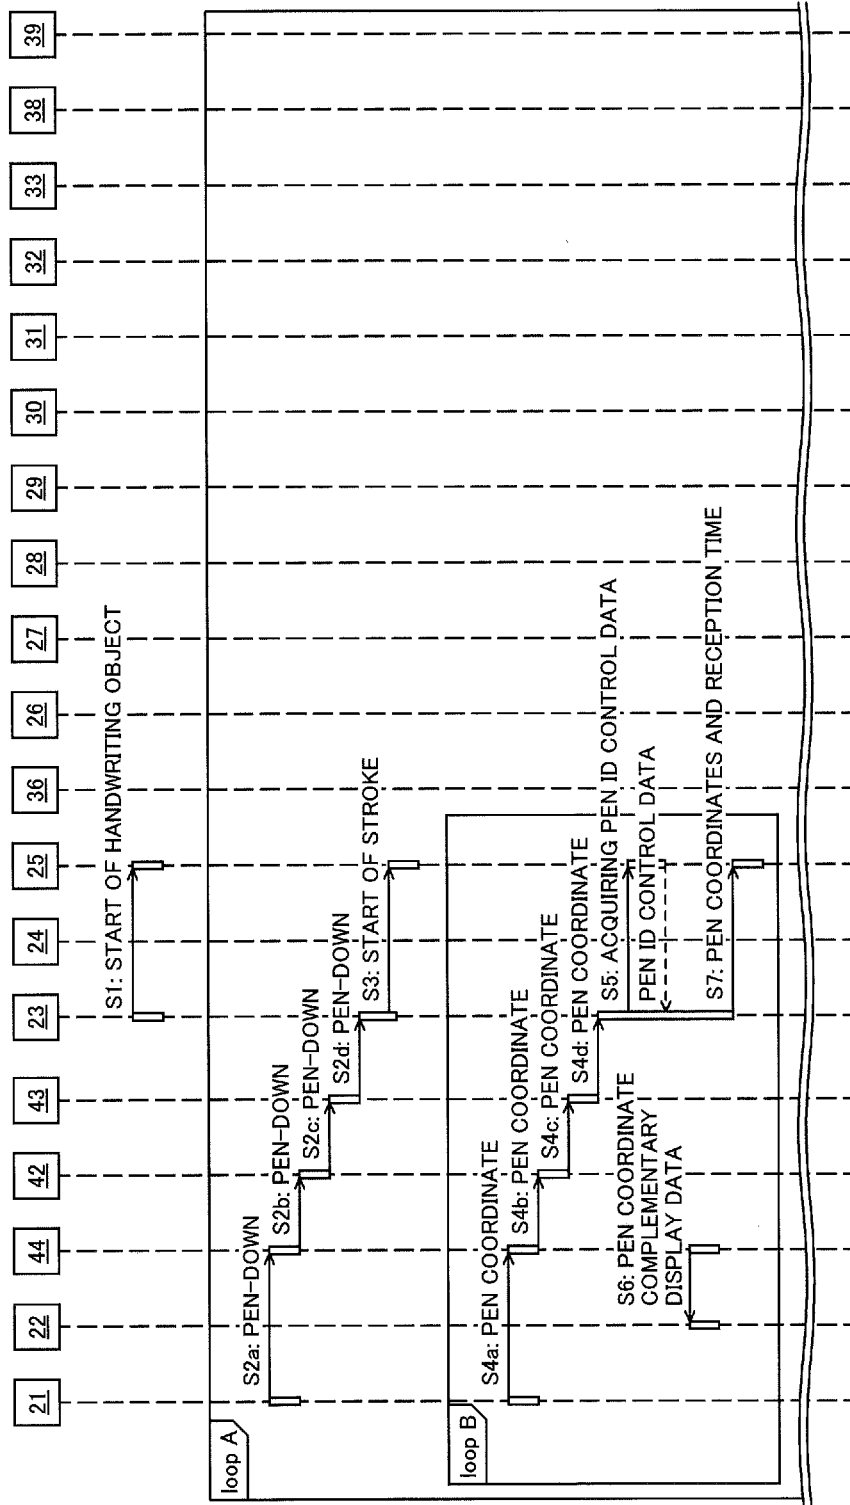 21
22
44
42
43
23
24
25
36
26
27
28
29
30
31
32
33
38
39
S1: START OF HANDWRITING OBJECT
loop A
S2a: PEN-DOWN
S2b: PEN-DOWN
S2c: PEN-DOWN
S2d: PEN-DOWN
S3: START OF STROKE
loop B
S4a: PEN COORDINATE
S4b: PEN COORDINATE
S4c: PEN COORDINATE
S4d: PEN COORDINATE
S5: ACQUIRING PEN ID CONTROL DATA
PEN ID CONTROL DATA
S6: PEN COORDINATE
COMPLEMENTARY
DISPLAY DATA
S7: PEN COORDINATES AND RECEPTION TIME